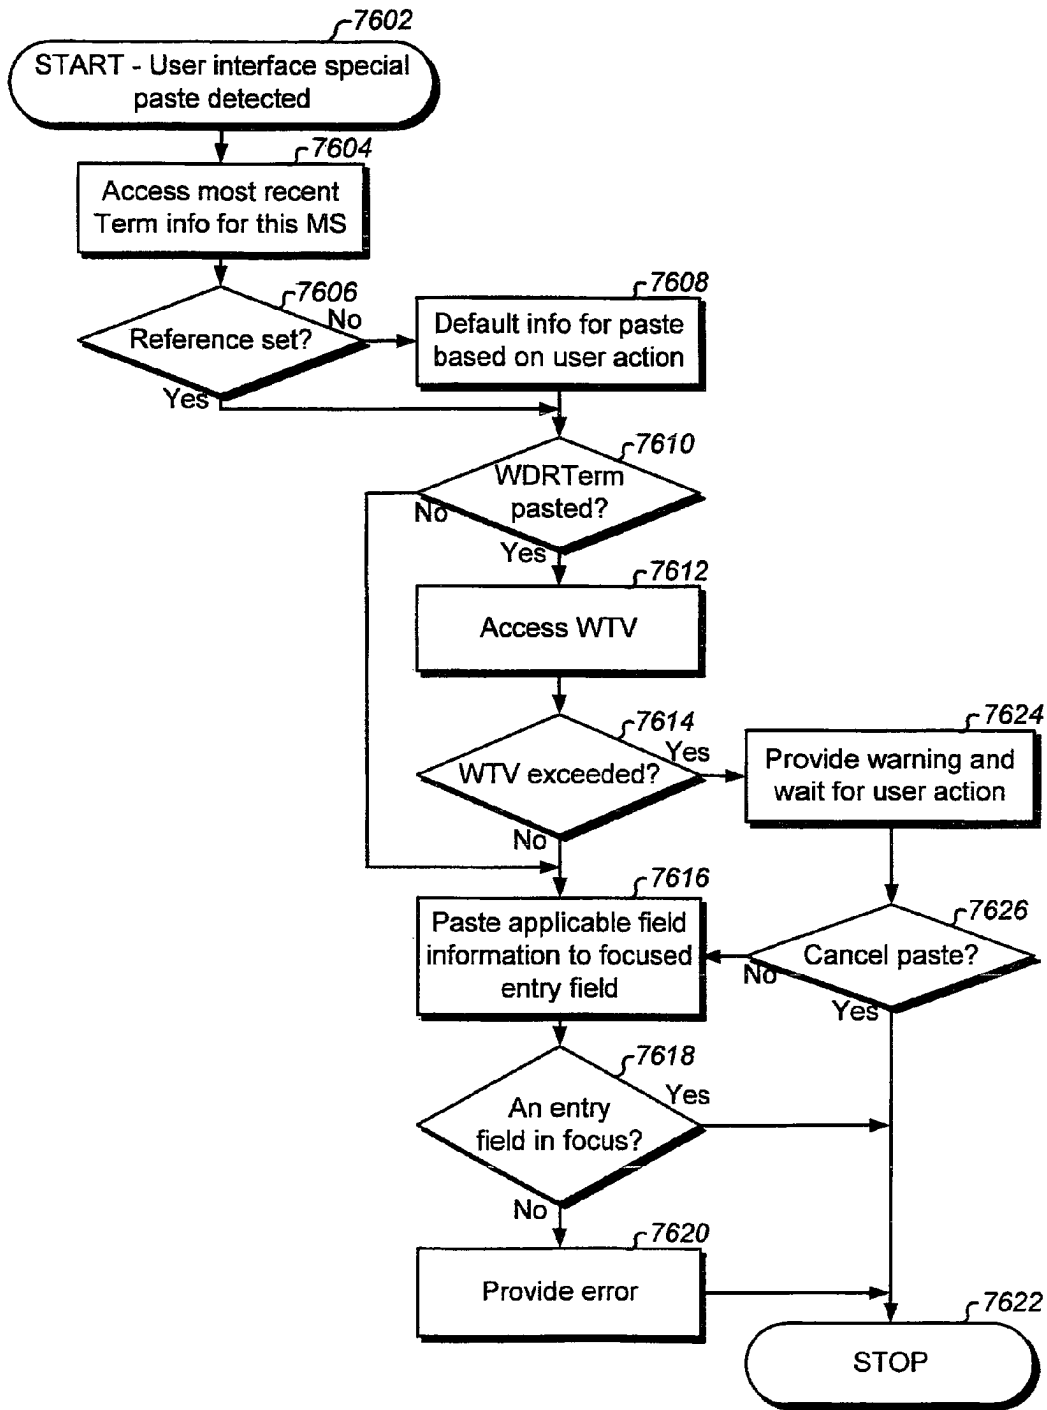 7602
START - User interface special
paste detected
7604
Access most recent
Term info for this MS
7606
No
Reference set?
Yes
7608
Default info for paste
based on user action
7610
WDRTerm
pasted?
No
Yes
7612
Access WTV
7614
Yes
WTV exceeded?
No
7624
Provide warning and
wait for user action
7616
Paste applicable field
information to focused
entry field
7626
Cancel paste?
No
Yes
7618
Yes
An entry
field in focus?
No
7620
Provide error
7622
STOP